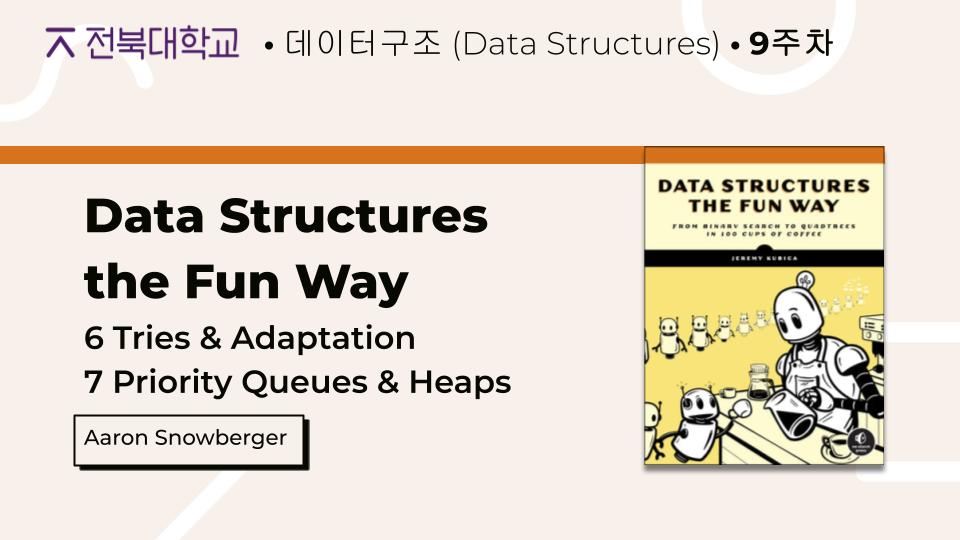 전북대학교 • 데이터구조 (Data Structures) • 9주차
Data Structures
the Fun Way
6 Tries & Adaptation
7 Priority Queues & Heaps
Aaron Snowberger
DATA STRUCTURES
THE FUN WAY
FROM BINARY SEARCH TO QUADTREES
IN 100 CUPS OF COFFEE
JEREMY KUBICA